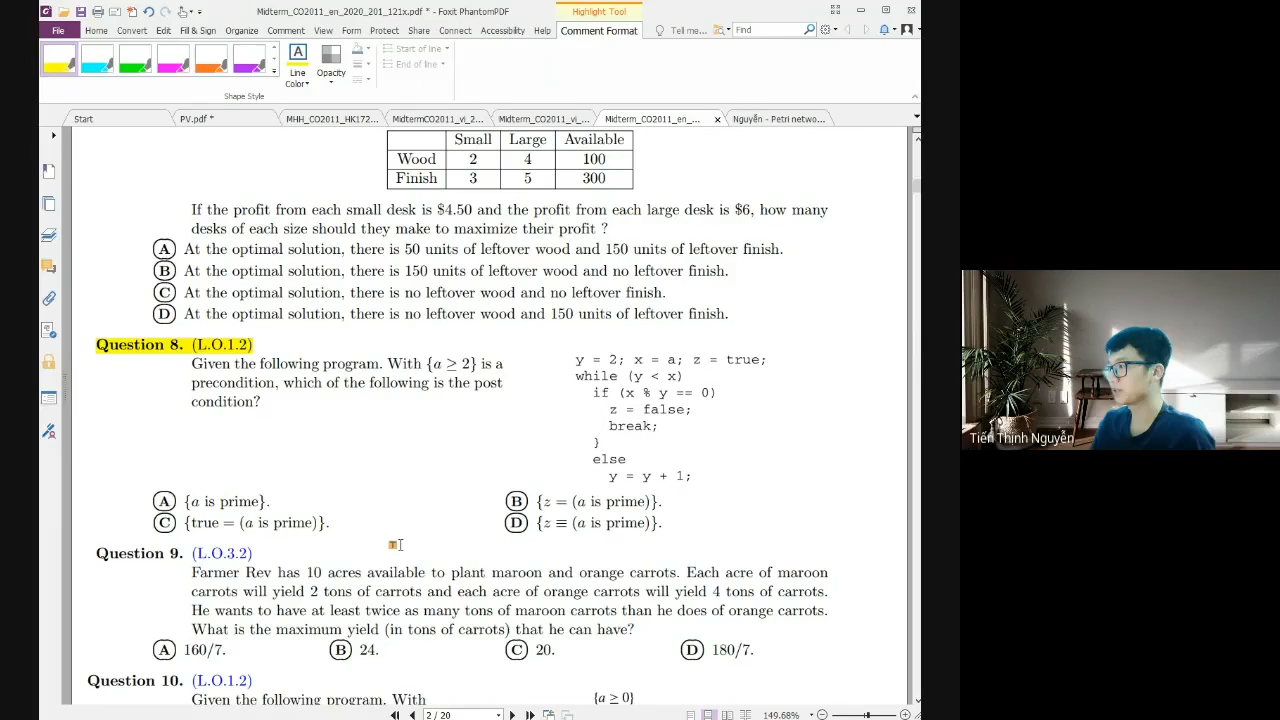 Midterm_CO2011_en_2020_201_121x.pdf * - Foxit PhantomPDF
Highlight Tool
File Home Convert Edit Fill & Sign Organize Comment View Form Protect Share Connect Accessibility Help Comment Format Tell me... Find
Line Color
Opacity
Start of line
End of line
Shape Style
Start PV.pdf * MHH_CO2011_HK172... MidtermCO2011_vi_2... Midterm_CO2011_vi_... Midterm_CO2011_en_... Nguyễn - Petri netwo...
Small Large Available
Wood 2 4 100
Finish 3 5 300
If the profit from each small desk is $4.50 and the profit from each large desk is $6, how many
desks of each size should they make to maximize their profit ?
A At the optimal solution, there is 50 units of leftover wood and 150 units of leftover finish.
B At the optimal solution, there is 150 units of leftover wood and no leftover finish.
C At the optimal solution, there is no leftover wood and no leftover finish.
D At the optimal solution, there is no leftover wood and 150 units of leftover finish.
Question 8. (L.O.1.2)
Given the following program. With {a ≥ 2} is a
precondition, which of the following is the post
condition?
y = 2; x = a; z = true;
while (y < x)
if (x % y == 0)
z = false;
break;
}
else
y = y + 1;
A {a is prime}.
B {z = (a is prime)}.
C {true = (a is prime)}.
D {z ≡ (a is prime)}.
Question 9. (L.O.3.2)
Farmer Rev has 10 acres available to plant maroon and orange carrots. Each acre of maroon
carrots will yield 2 tons of carrots and each acre of orange carrots will yield 4 tons of carrots.
He wants to have at least twice as many tons of maroon carrots than he does of orange carrots.
What is the maximum yield (in tons of carrots) that he can have?
A 160/7. B 24. C 20. D 180/7.
Question 10. (L.O.1.2)
Given the following program. With {a ≥ 0}
2 / 20
149.68%
Tiến Thịnh Nguyễn